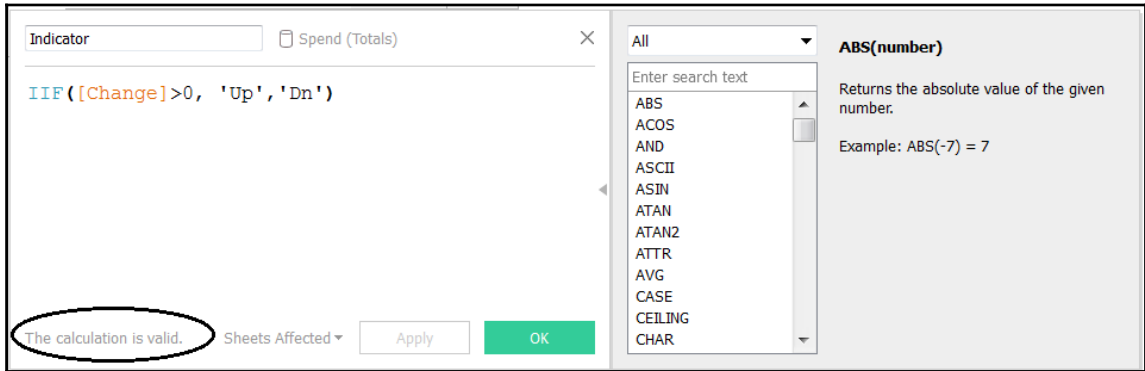 Indicator
Spend (Totals)
IIF([Change]>0, 'Up','Dn')
The calculation is valid.
Sheets Affected
Apply
OK
All
Enter search text
ABS
ACOS
AND
ASCII
ASIN
ATAN
ATAN2
ATTR
AVG
CASE
CEILING
CHAR
ABS(number)
Returns the absolute value of the given
number.
Example: ABS(-7) = 7